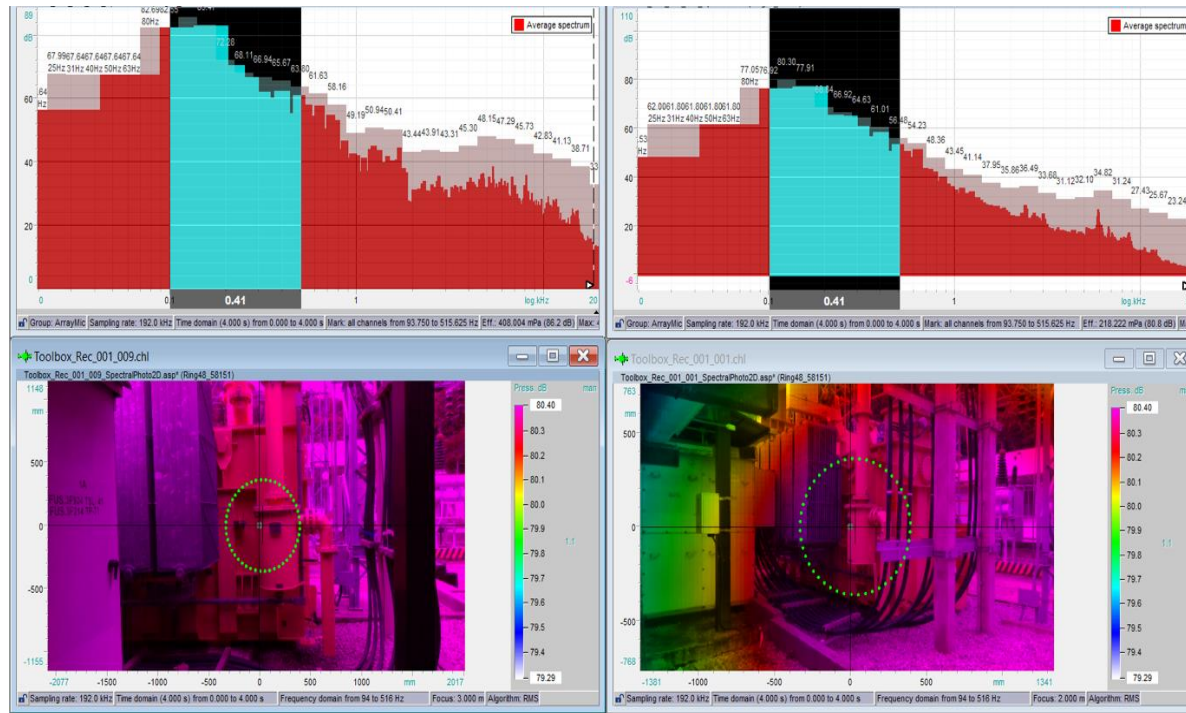 89
dB
60
40
20
0
67.99
25Hz
67.64
31Hz
67.64
40Hz
67.64
50Hz
67.64
63Hz
80Hz
72.28
68.11
66.94
65.67
63.80
61.63
58.16
49.19
50.94
50.41
43.44
43.91
43.31
45.30
48.15
47.29
45.73
42.83
41.13
38.71
Average spectrum
0
0.1
0.41
1
log.kHz
20
Group: ArrayMic
Sampling rate: 192.0 kHz
Time domain (4.000 s) from 0.000 to 4.000 s
Mark: all channels from 93.750 to 515.625 Hz
Eff.: 408.004 mPa (86.2 dB)
110
dB
80
60
40
20
-6
62.00
25Hz
61.80
31Hz
61.80
40Hz
61.80
50Hz
61.80
63Hz
77.05
80Hz
76.92
80.30
77.91
66.92
64.63
61.01
56.48
54.23
48.36
43.45
41.14
37.95
35.86
36.49
33.68
31.12
32.10
34.82
31.24
27.43
25.67
23.24
Average spectrum
0
0.1
0.41
1
log.kHz
Group: ArrayMic
Sampling rate: 192.0 kHz
Time domain (4.000 s) from 0.000 to 4.000 s
Mark: all channels from 93.750 to 515.625 Hz
Eff.: 218.222 mPa (80.8 dB)
Toolbox_Rec_001_009.chl
Toolbox_Rec_001_009_SpectralPhoto2D.asp* (Ring48_58151)
1148
mm
500
0
-500
-1155
-2077
-1500
-1000
-500
0
500
1000
mm
2017
Press: dB
man
80.40
80.3
80.2
80.1
80.0
79.9
79.8
79.7
79.6
79.5
79.4
79.29
1:1
Sampling rate: 192.0 kHz
Time domain (4.000 s) from 0.000 to 4.000 s
Frequency domain from 94 to 516 Hz
Focus: 3.000 m
Algorithm: RMS
Toolbox_Rec_001_001.chl
Toolbox_Rec_001_001_SpectralPhoto2D.asp* (Ring48_58151)
763
mm
500
0
-500
-768
-1381
-1000
-500
0
500
mm
1341
Press: dB
80.40
80.3
80.2
80.1
80.0
79.9
79.8
79.7
79.6
79.5
79.4
79.29
1:1
Sampling rate: 192.0 kHz
Time domain (4.000 s) from 0.000 to 4.000 s
Frequency domain from 94 to 516 Hz
Focus: 2.000 m
Algorithm: RMS